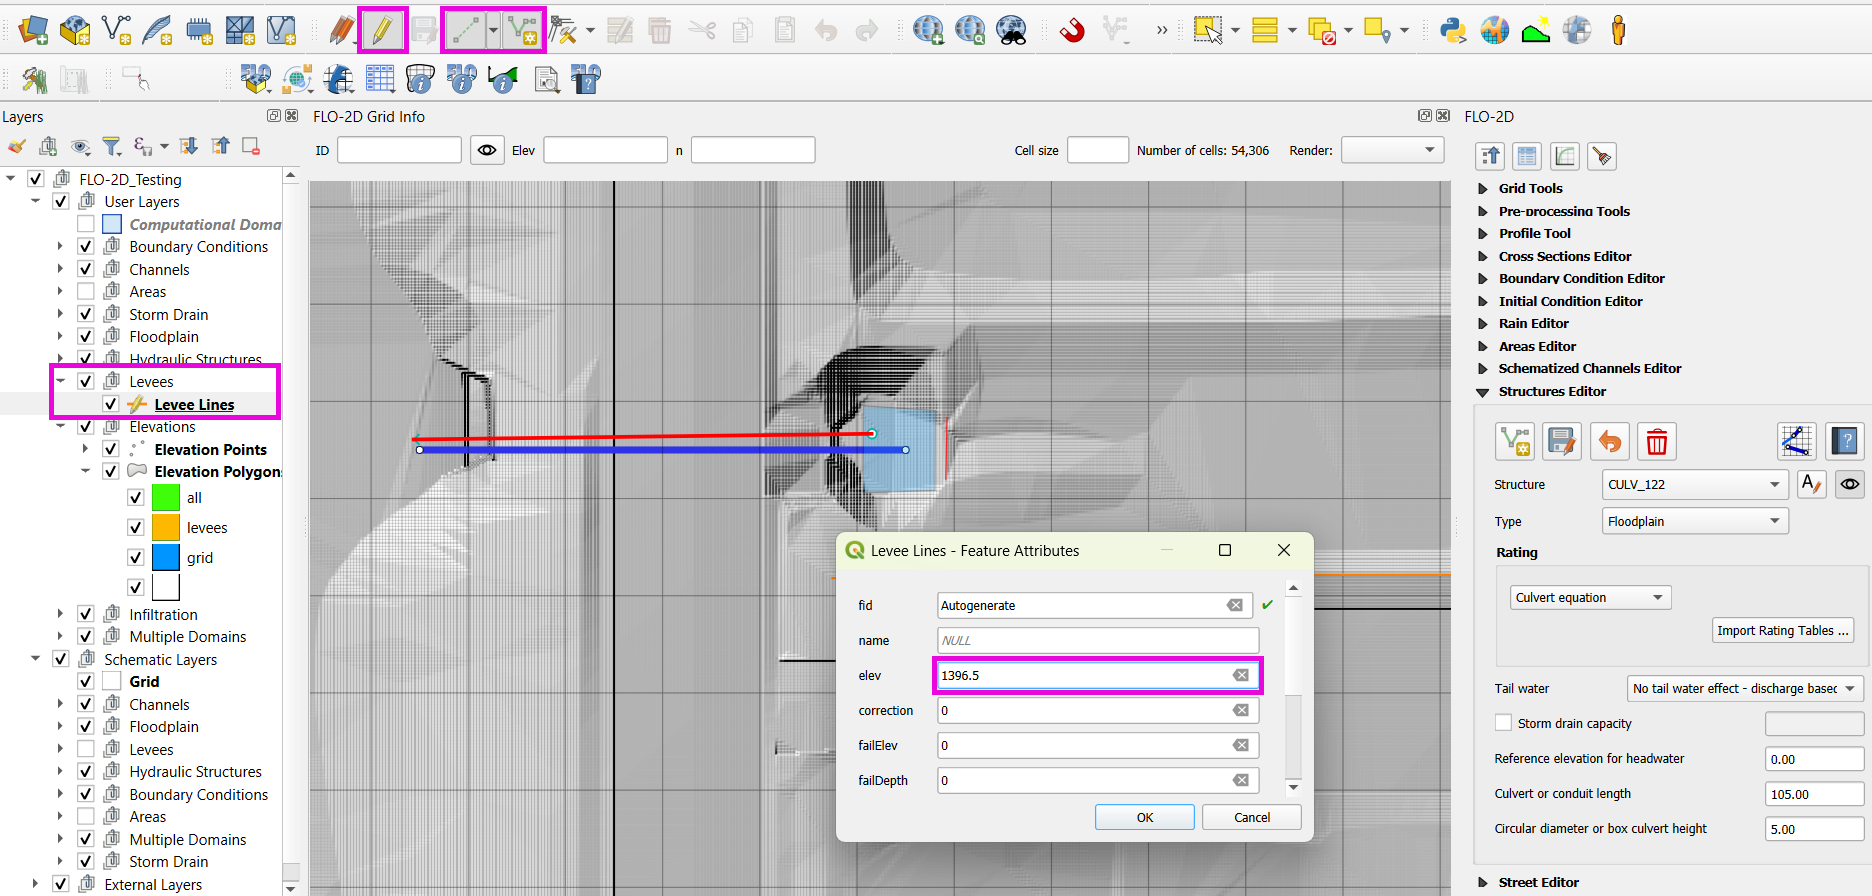 Layers
FLO-2D Grid Info
FLO-2D
ID
Elev
n
Cell size
Number of cells: 54,306
Render:
FLO-2D_Testing
User Layers
Computational Doma
Boundary Conditions
Channels
Areas
Storm Drain
Floodplain
Hydraulic Structures
Levees
Levee Lines
Elevations
Elevation Points
Elevation Polygons
all
levees
grid
Infiltration
Multiple Domains
Schematic Layers
Grid
Channels
Floodplain
Levees
Hydraulic Structures
Boundary Conditions
Areas
Multiple Domains
Storm Drain
External Layers
Levee Lines - Feature Attributes
fid
Autogenerate
name
NULL
elev
1396.5
correction
0
failElev
0
failDepth
0
OK
Cancel
Grid Tools
Pre-processing Tools
Profile Tool
Cross Sections Editor
Boundary Condition Editor
Initial Condition Editor
Rain Editor
Areas Editor
Schematized Channels Editor
Structures Editor
Structure
CULV_122
Type
Floodplain
Rating
Culvert equation
Import Rating Tables ...
Tail water
No tail water effect - discharge based
Storm drain capacity
Reference elevation for headwater
0.00
Culvert or conduit length
105.00
Circular diameter or box culvert height
5.00
Street Editor